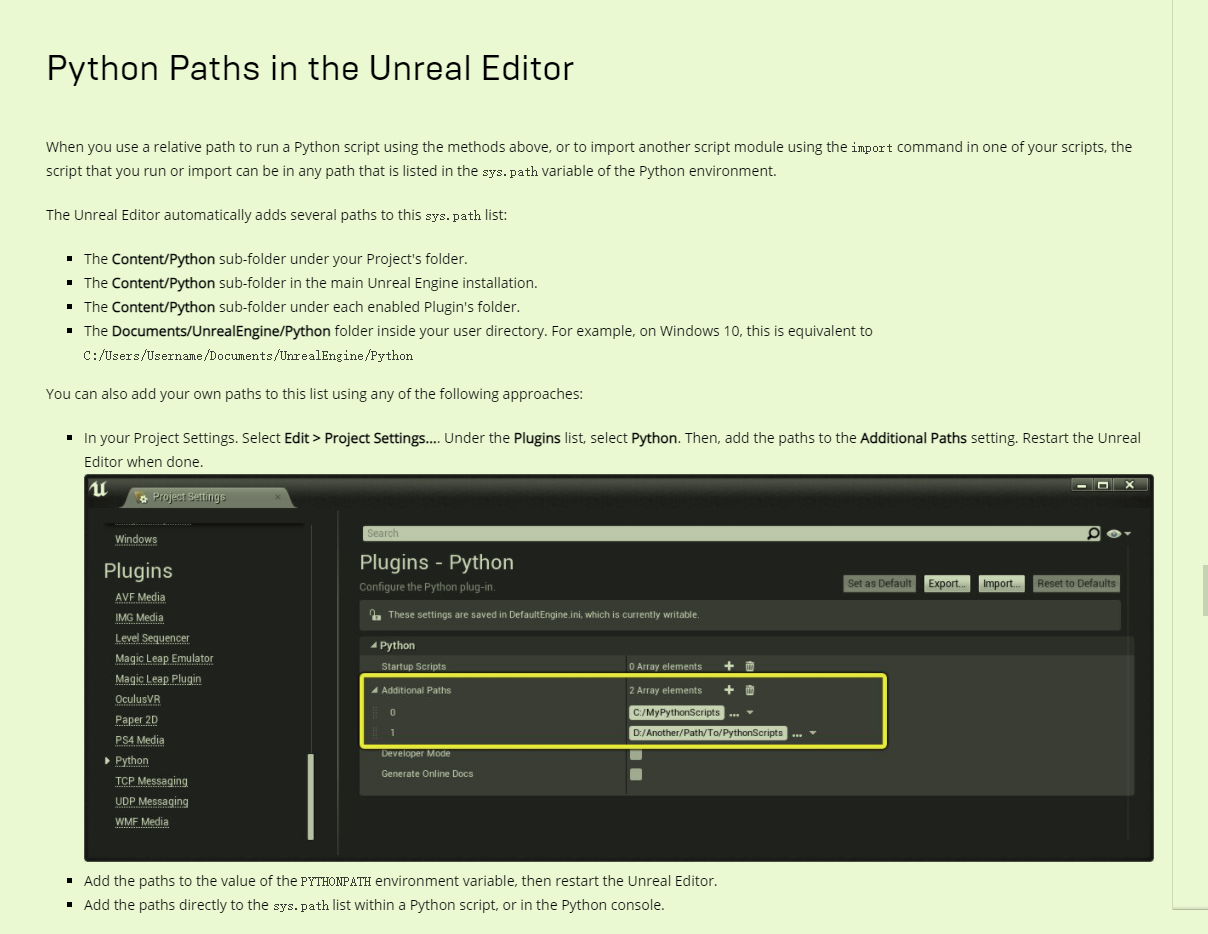 Python Paths in the Unreal Editor
When you use a relative path to run a Python script using the methods above, or to import another script module using the import command in one of your scripts, the
script that you run or import can be in any path that is listed in the sys.path variable of the Python environment.
The Unreal Editor automatically adds several paths to this sys.path list:
The Content/Python sub-folder under your Project's folder.
The Content/Python sub-folder in the main Unreal Engine installation.
The Content/Python sub-folder under each enabled Plugin's folder.
The Documents/UnrealEngine/Python folder inside your user directory. For example, on Windows 10, this is equivalent to
C:/Users/Username/Documents/UnrealEngine/Python
You can also add your own paths to this list using any of the following approaches:
In your Project Settings. Select Edit > Project Settings.... Under the Plugins list, select Python. Then, add the paths to the Additional Paths setting. Restart the Unreal
Editor when done.
Project Settings
Windows
Plugins
AVF Media
IMG Media
Level Sequencer
Magic Leap Emulator
Magic Leap Plugin
OculusVR
Paper 2D
PS4 Media
Python
TCP Messaging
UDP Messaging
WMF Media
Search
Plugins - Python
Configure the Python plug-in.
Set as Default Export... Import... Reset to Defaults
These settings are saved in DefaultEngine.ini, which is currently writable.
Python
Startup Scripts 0 Array elements
Additional Paths 2 Array elements
0 C:/MyPythonScripts
1 D:/Another/Path/To/PythonScripts
Developer Mode
Generate Online Docs
Add the paths to the value of the PYTHONPATH environment variable, then restart the Unreal Editor.
Add the paths directly to the sys.path list within a Python script, or in the Python console.